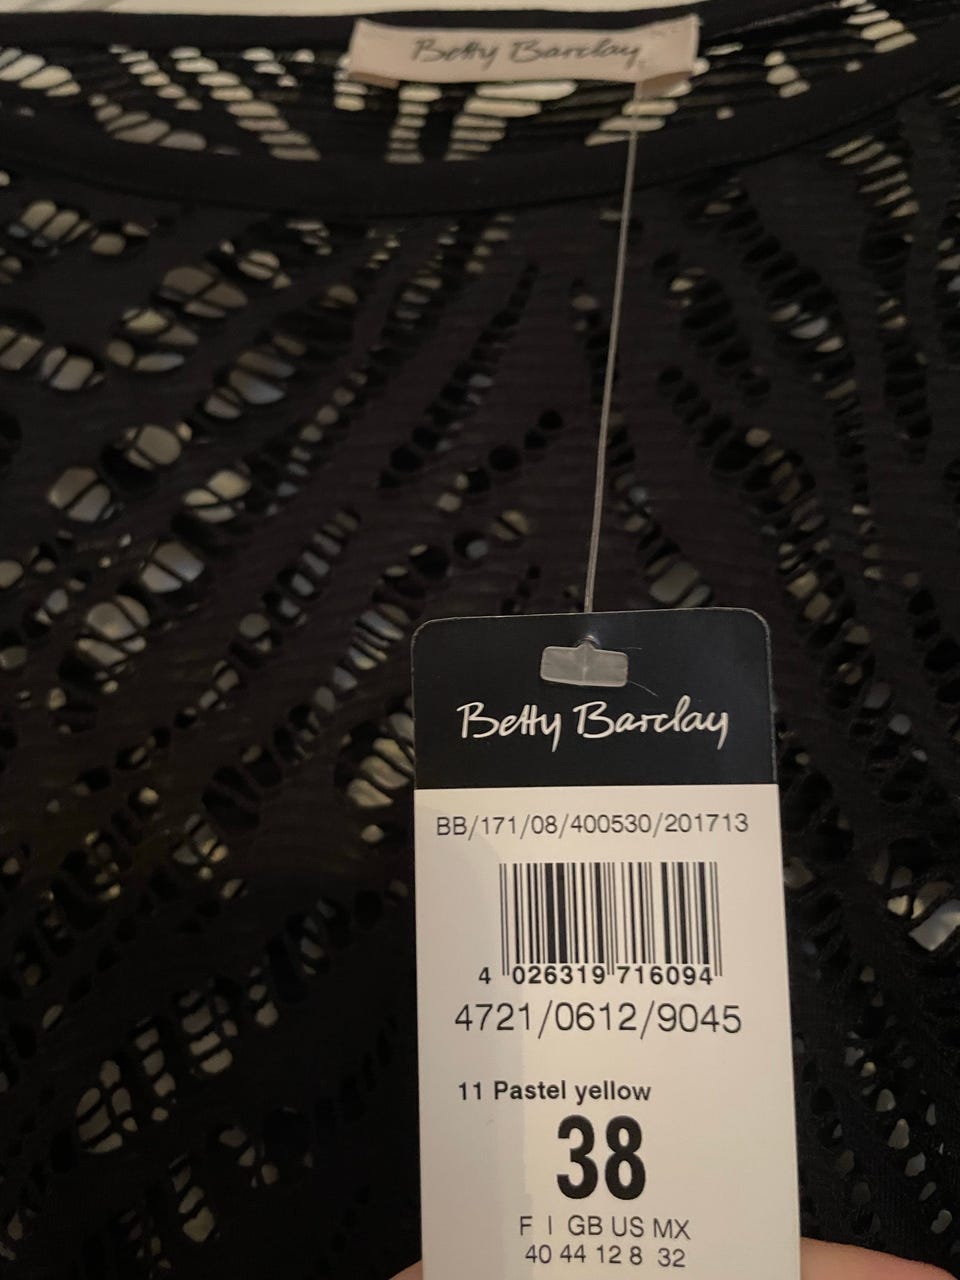 Betty Barclay
Betty Barclay
BB/171/08/400530/201713
4 026319 716094
4721/0612/9045
11 Pastel yellow
38
F I GB US MX
40 44 12 8 32